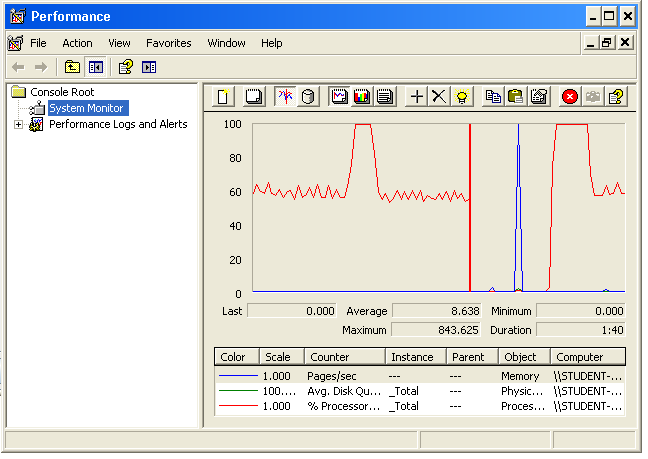 Performance
File Action View Favorites Window Help
Console Root
System Monitor
Performance Logs and Alerts
100
80
60
40
20
0
Last 0.000 Average 8.638 Minimum 0.000
Maximum 843.625 Duration 1:40
Color Scale Counter Instance Parent Object Computer
1.000 Pages/sec --- --- Memory \\STUDENT-...
100.... Avg. Disk Qu... _Total --- Physic... \\STUDENT-...
1.000 % Processor... _Total --- Proces... \\STUDENT-...